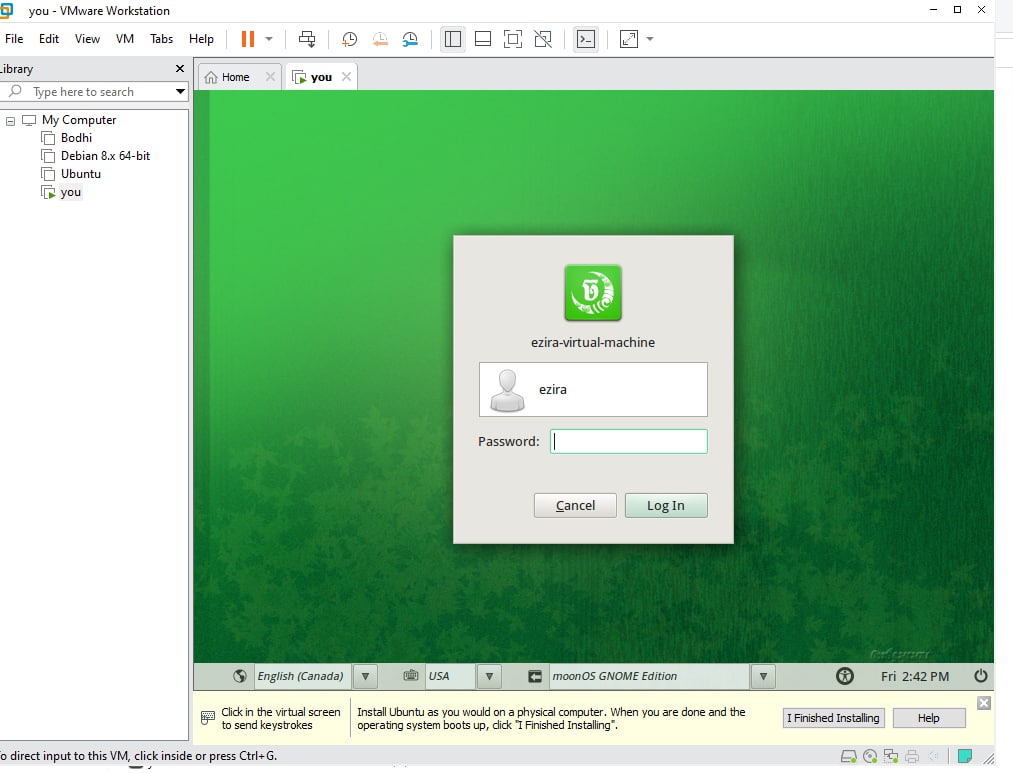 you - VMware Workstation
File Edit View VM Tabs Help
Library
Home
you
Type here to search
My Computer
Bodhi
Debian 8.x 64-bit
Ubuntu
you
ezira-virtual-machine
ezira
Password:
Cancel
Log In
English (Canada)
USA
moonOS GNOME Edition
Fri 2:42 PM
Click in the virtual screen
to send keystrokes
Install Ubuntu as you would on a physical computer. When you are done and the
operating system boots up, click "I Finished Installing".
I Finished Installing
Help
o direct input to this VM, click inside or press Ctrl+G.